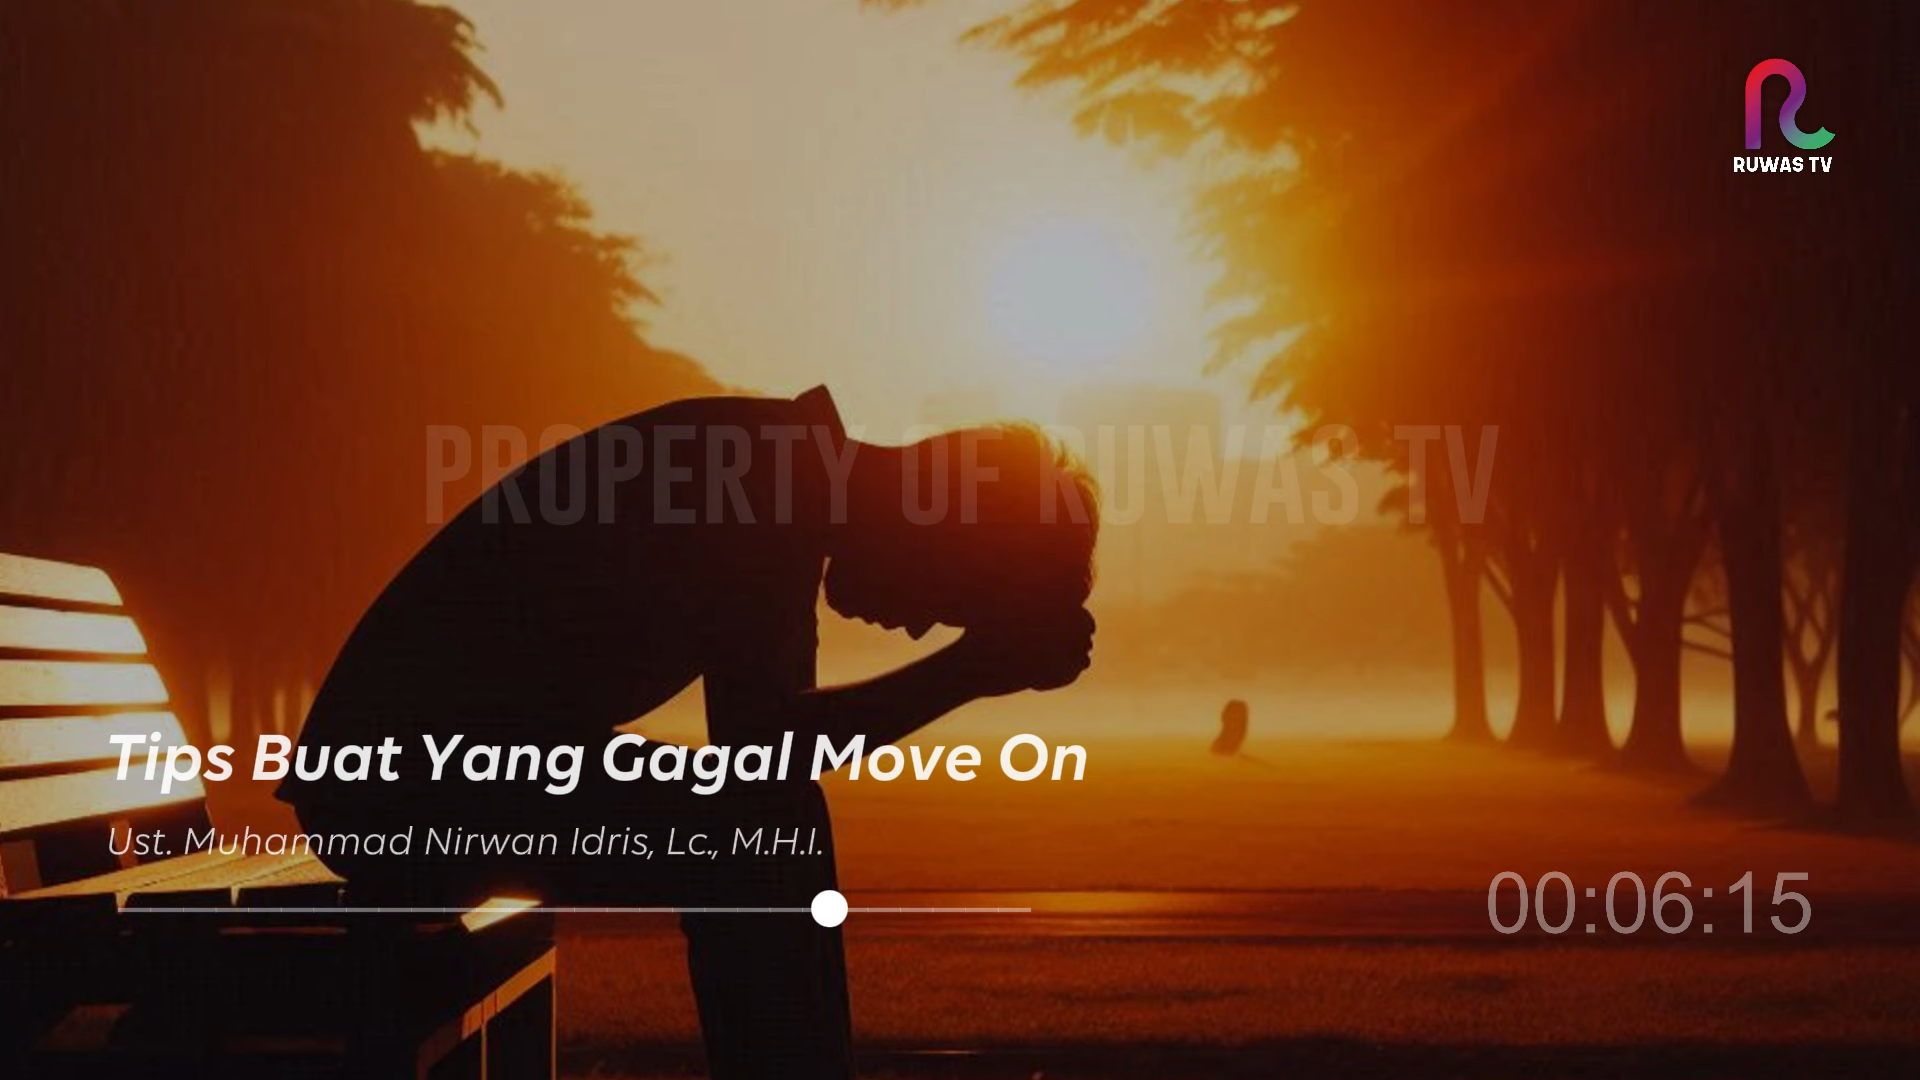 RUWAS TV
PROPERTY OF RUWAS TV
Tips Buat Yang Gagal Move On
Ust. Muhammad Nirwan Idris, Lc., M.H.I.
00:06:15